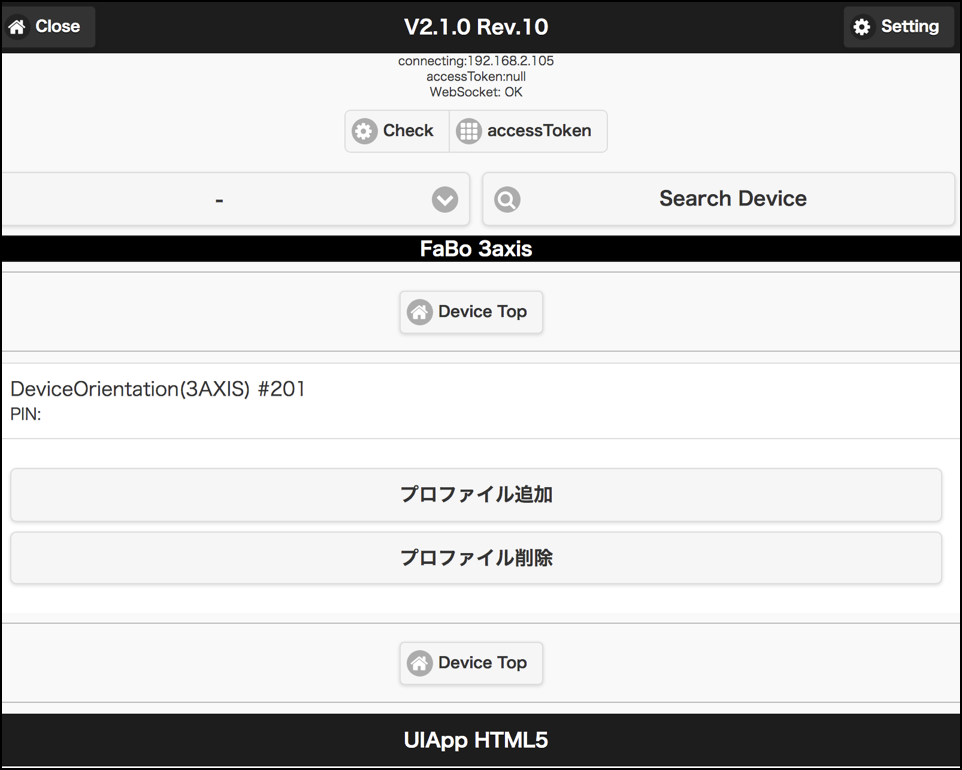 Close
V2.1.0 Rev.10
Setting
connecting:192.168.2.105
accessToken:null
WebSocket: OK
Check
accessToken
-
Search Device
FaBo 3axis
Device Top
DeviceOrientation(3AXIS) #201
PIN:
プロファイル追加
プロファイル削除
Device Top
UIApp HTML5